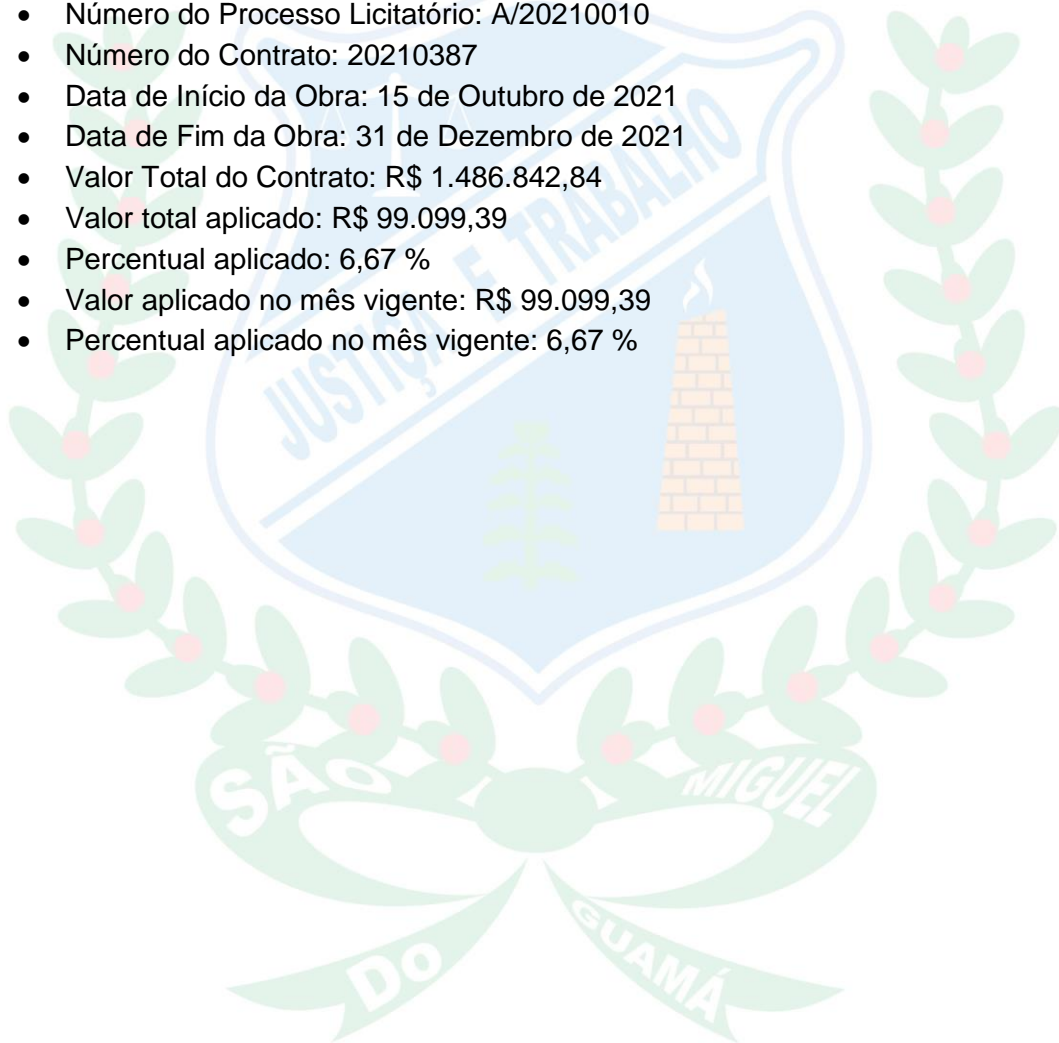 • Número do Processo Licitatório: A/20210010
• Número do Contrato: 20210387
• Data de Início da Obra: 15 de Outubro de 2021
• Data de Fim da Obra: 31 de Dezembro de 2021
• Valor Total do Contrato: R$ 1.486.842,84
• Valor total aplicado: R$ 99.099,39
• Percentual aplicado: 6,67 %
• Valor aplicado no mês vigente: R$ 99.099,39
• Percentual aplicado no mês vigente: 6,67 %
JUSTIÇA E TRABALHO
SÃO MIGUEL
DO GUAMÁ